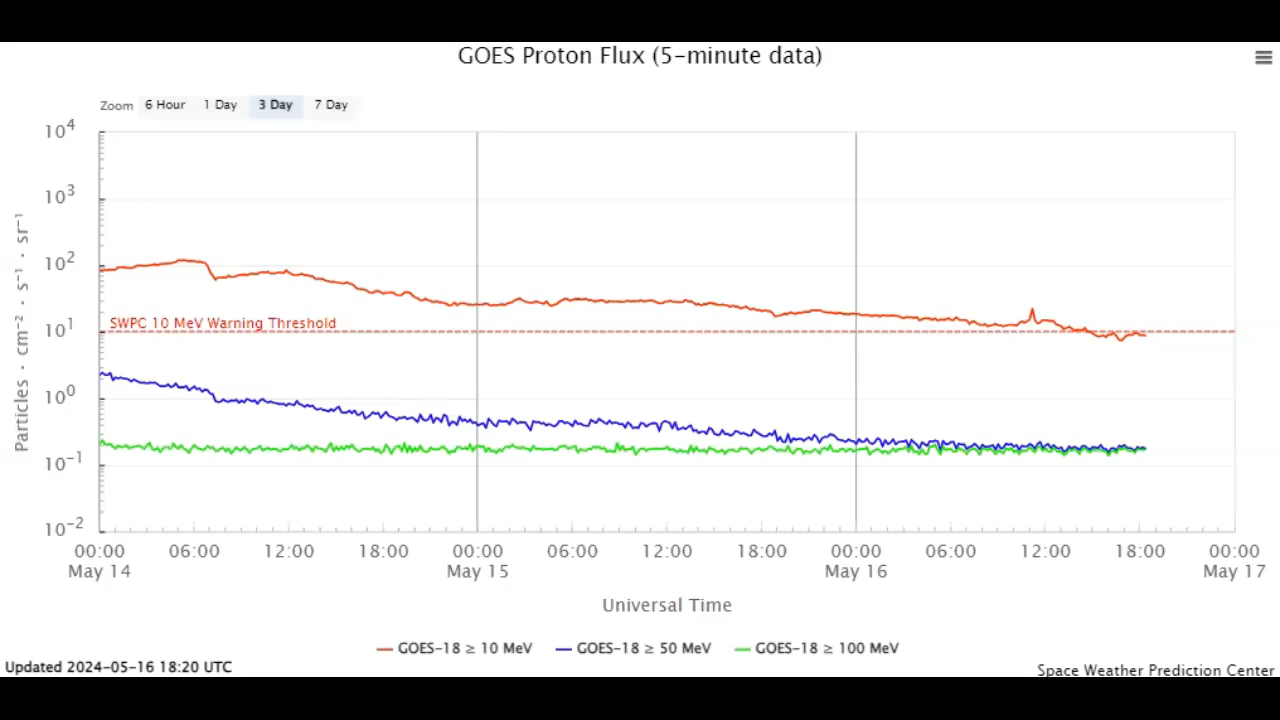 GOES Proton Flux (5-minute data)
Zoom 6 Hour 1 Day 3 Day 7 Day
10⁴
10³
10²
10¹
10⁰
10⁻¹
10⁻²
Particles · cm⁻² · s⁻¹ · sr⁻¹
SWPC 10 MeV Warning Threshold
00:00 06:00 12:00 18:00 00:00 06:00 12:00 18:00 00:00 06:00 12:00 18:00 00:00
May 14 May 15 May 16 May 17
Universal Time
GOES-18 ≥ 10 MeV GOES-18 ≥ 50 MeV GOES-18 ≥ 100 MeV
Updated 2024-05-16 18:20 UTC
Space Weather Prediction Center